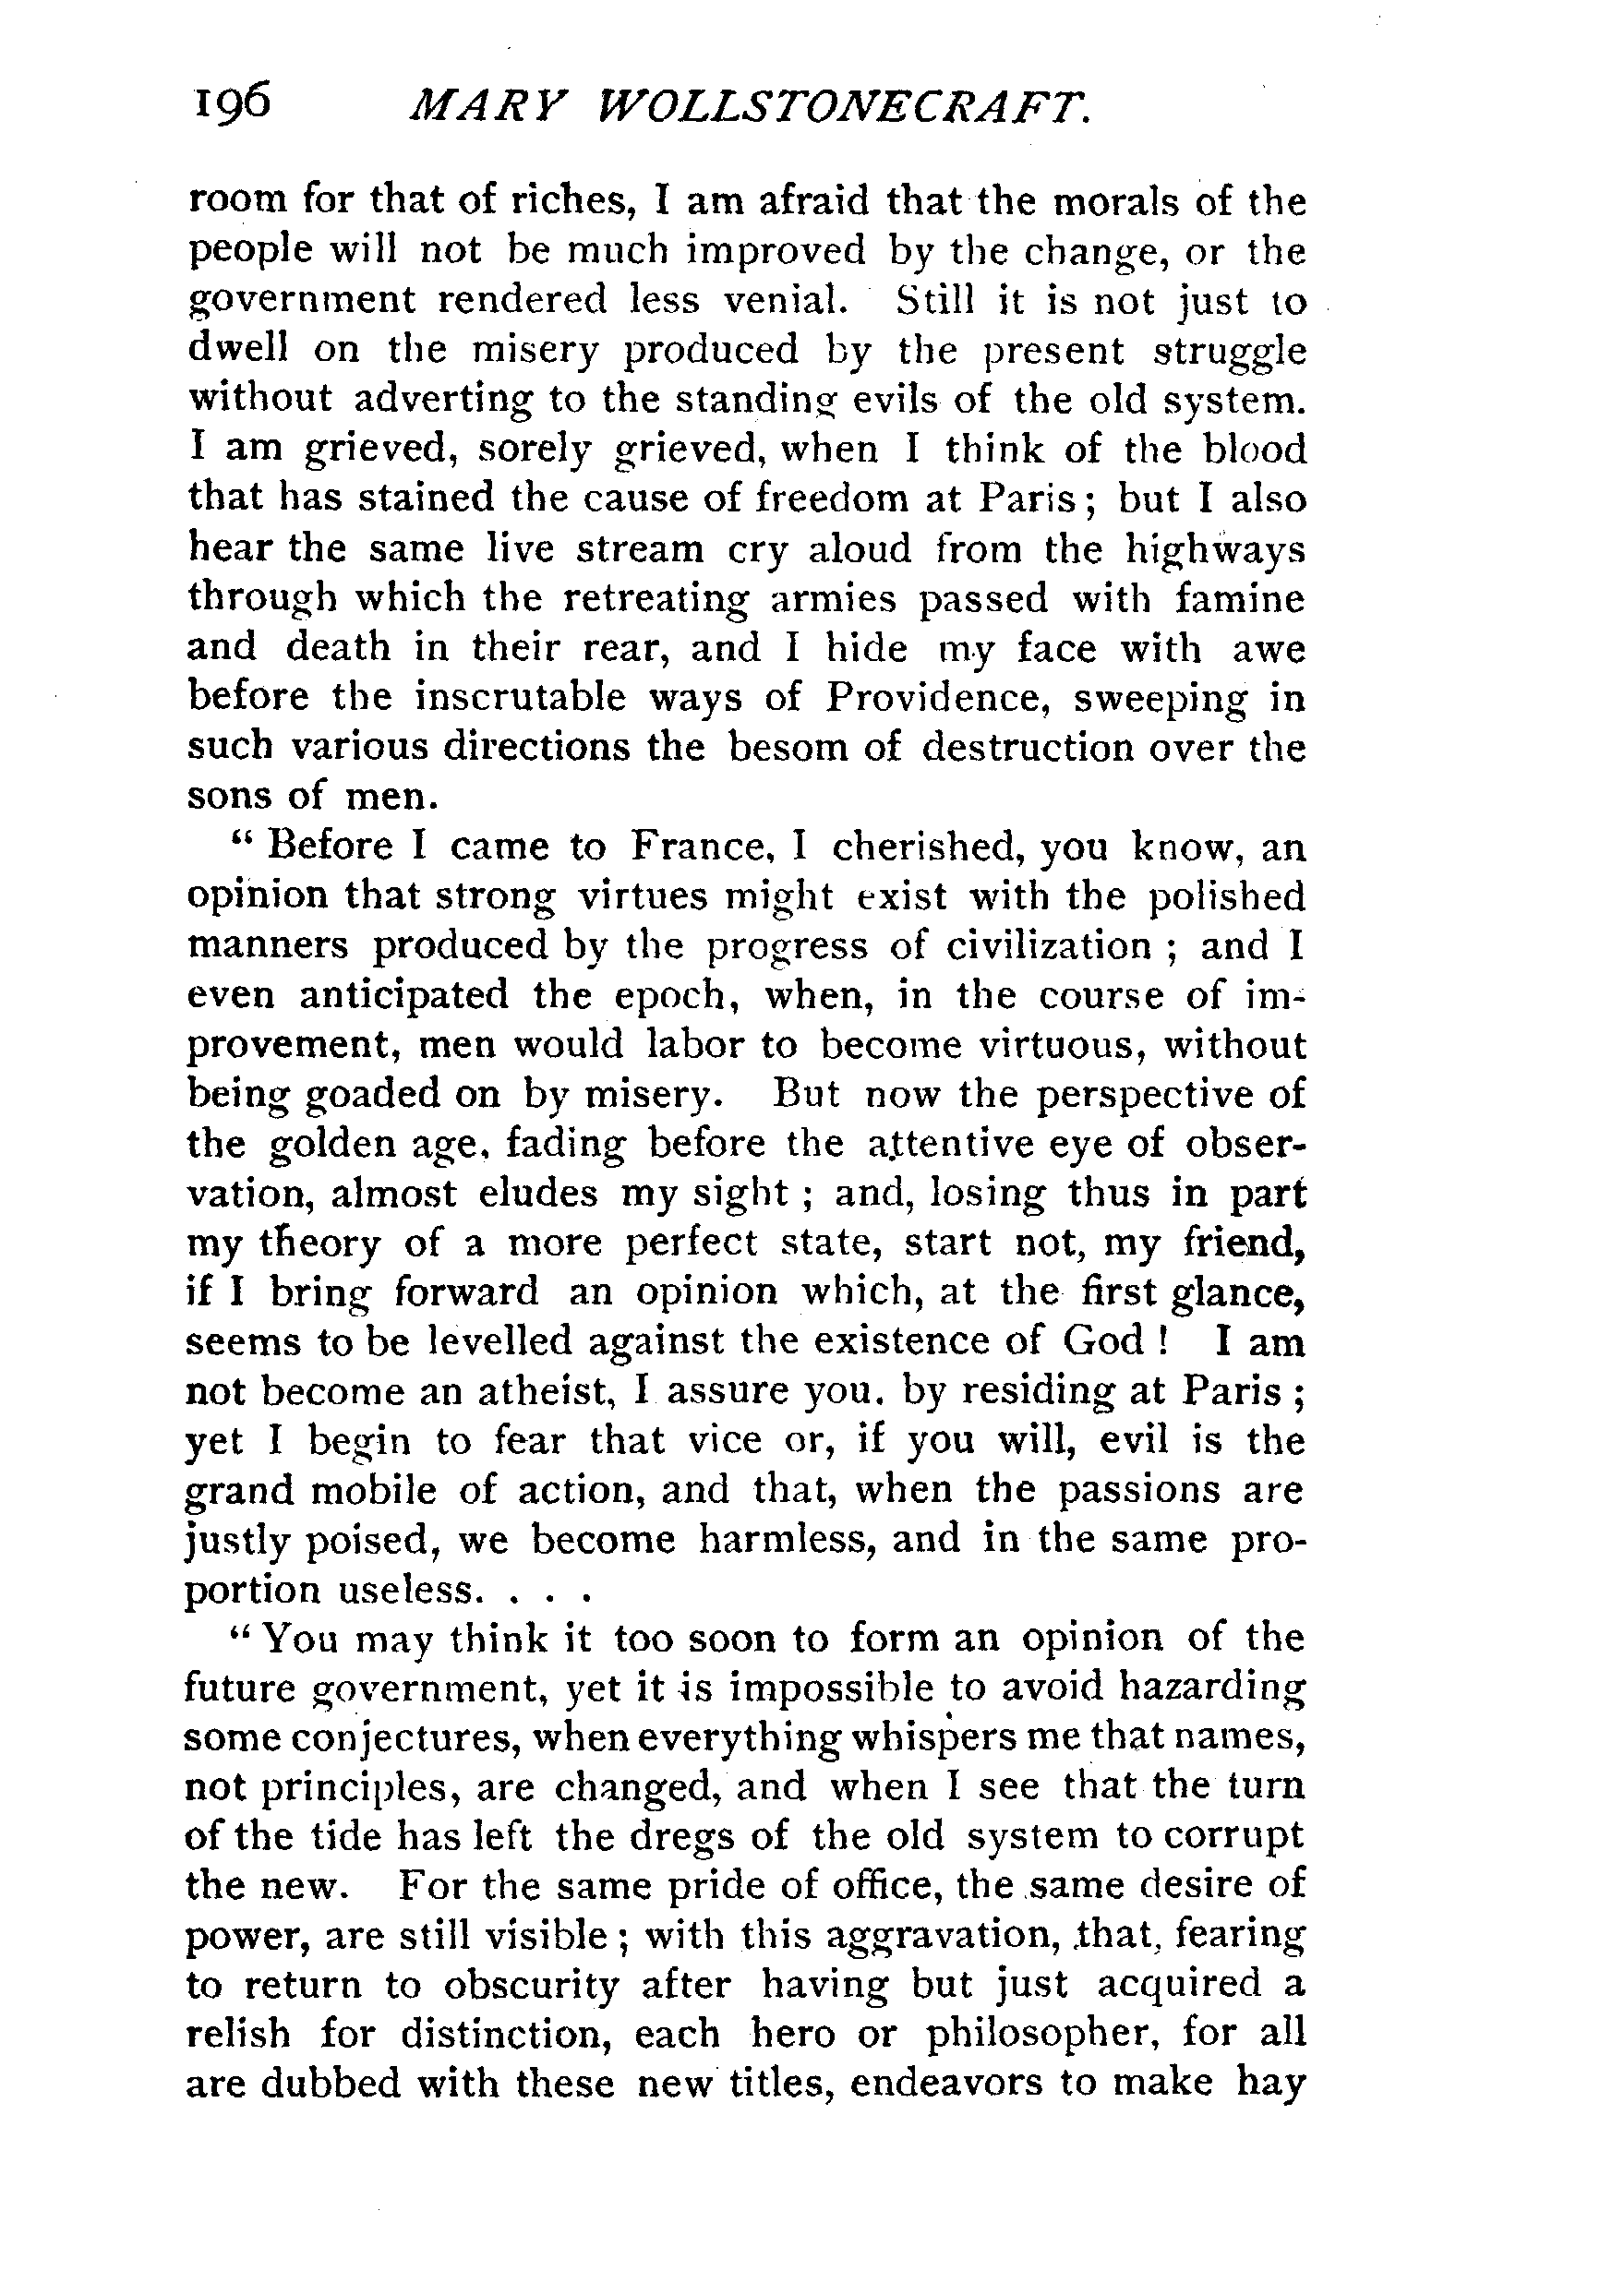 196 MARY WOLLSTONECRAFT.
room for that of riches, I am afraid that the morals of the
people will not be much improved by the change, or the
government rendered less venial. Still it is not just to
dwell on the misery produced by the present struggle
without adverting to the standing evils of the old system.
I am grieved, sorely grieved, when I think of the blood
that has stained the cause of freedom at Paris ; but I also
hear the same live stream cry aloud from the highways
through which the retreating armies passed with famine
and death in their rear, and I hide my face with awe
before the inscrutable ways of Providence, sweeping in
such various directions the besom of destruction over the
sons of men.
“ Before I came to France, I cherished, you know, an
opinion that strong virtues might exist with the polished
manners produced by the progress of civilization ; and I
even anticipated the epoch, when, in the course of im-
provement, men would labor to become virtuous, without
being goaded on by misery. But now the perspective of
the golden age, fading before the attentive eye of obser-
vation, almost eludes my sight ; and, losing thus in part
my theory of a more perfect state, start not, my friend,
if I bring forward an opinion which, at the first glance,
seems to be levelled against the existence of God ! I am
not become an atheist, I assure you, by residing at Paris ;
yet I begin to fear that vice or, if you will, evil is the
grand mobile of action, and that, when the passions are
justly poised, we become harmless, and in the same pro-
portion useless. . . .
“ You may think it too soon to form an opinion of the
future government, yet it is impossible to avoid hazarding
some conjectures, when everything whispers me that names,
not principles, are changed, and when I see that the turn
of the tide has left the dregs of the old system to corrupt
the new. For the same pride of office, the same desire of
power, are still visible ; with this aggravation, that, fearing
to return to obscurity after having but just acquired a
relish for distinction, each hero or philosopher, for all
are dubbed with these new titles, endeavors to make hay